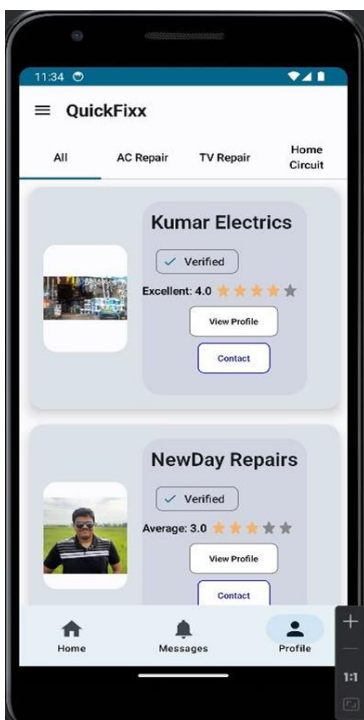 11:34
QuickFixx
All
AC Repair
TV Repair
Home
Circuit
Kumar Electrics
Verified
Excellent: 4.0
View Profile
Contact
NewDay Repairs
Verified
Average: 3.0
View Profile
Contact
Home
Messages
Profile
1:1